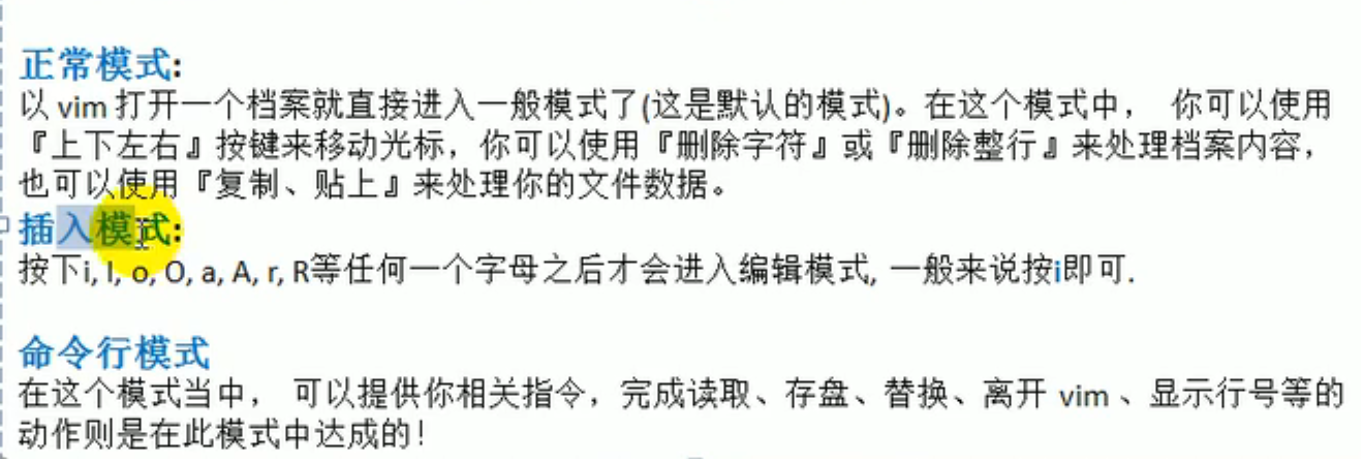 正常模式:
以 vim 打开一个档案就直接进入一般模式了(这是默认的模式)。在这个模式中， 你可以使用
『上下左右』按键来移动光标，你可以使用『删除字符』或『删除整行』来处理档案内容，
也可以使用『复制、贴上』来处理你的文件数据。
插入模式:
按下i, I, o, O, a, A, r, R等任何一个字母之后才会进入编辑模式, 一般来说按i即可.
命令行模式
在这个模式当中， 可以提供你相关指令，完成读取、存盘、替换、离开 vim 、显示行号等的
动作则是在此模式中达成的！